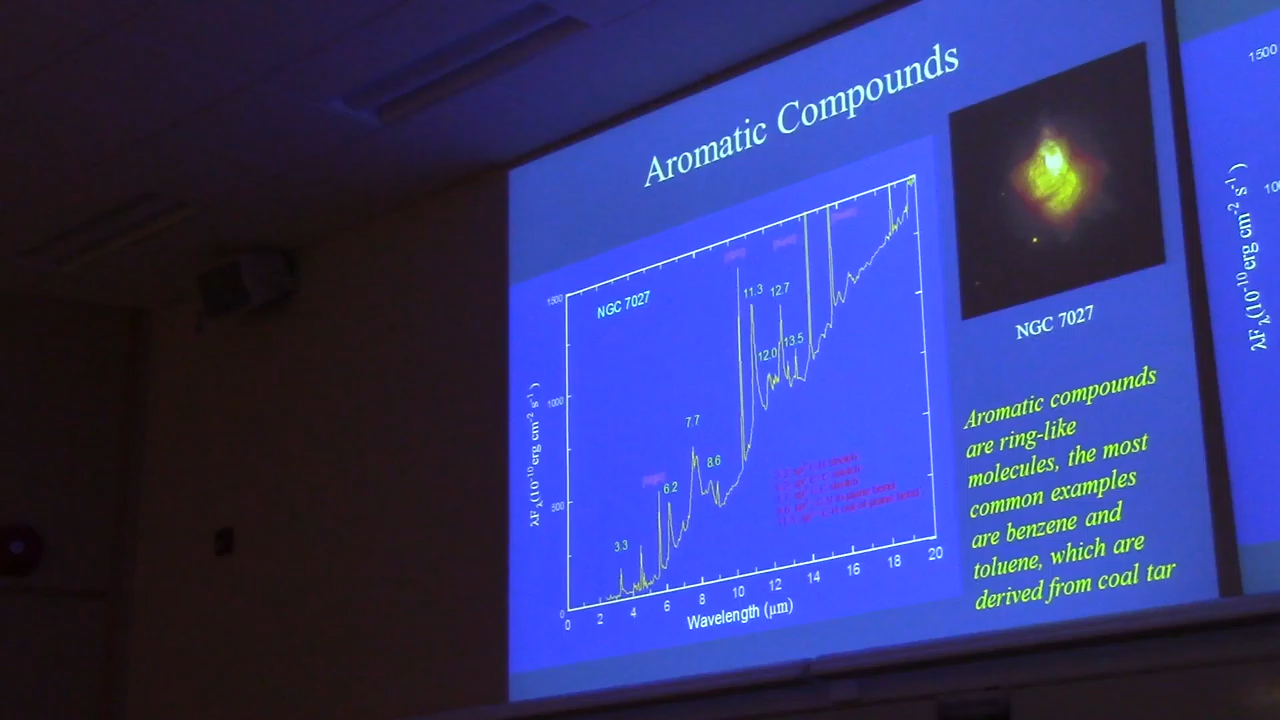 Aromatic Compounds
NGC 7027
1500
1000
500
0
λFλ (10⁻¹⁰ erg cm⁻² s⁻¹)
3.3
6.2
7.7
8.6
11.3
12.0
12.7
13.5
0 2 4 6 8 10 12 14 16 18 20
Wavelength (μm)
NGC 7027
Aromatic compounds
are ring-like
molecules, the most
common examples
are benzene and
toluene, which are
derived from coal tar
1500
λFλ (10⁻¹⁰ erg cm⁻² s⁻¹)